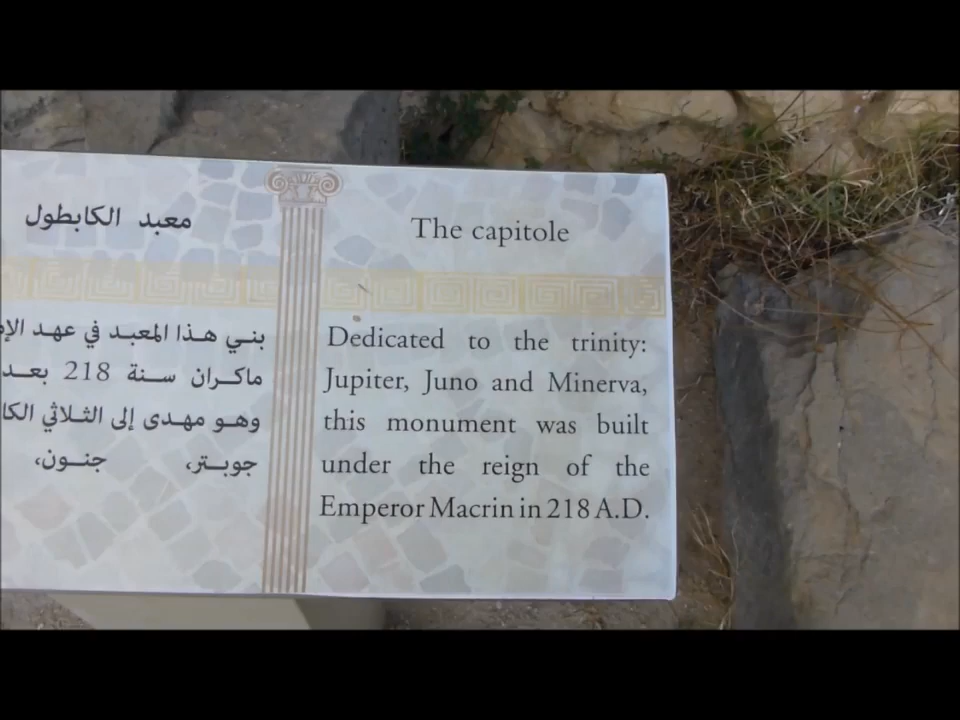 معبد الكابطول
بني هذا المعبد في عهد
ماكران سنة 218 بعد
وهو مهدى إلى الثلاثي
جوبتر، جنون،
The capitole
Dedicated to the trinity:
Jupiter, Juno and Minerva,
this monument was built
under the reign of the
Emperor Macrin in 218 A.D.